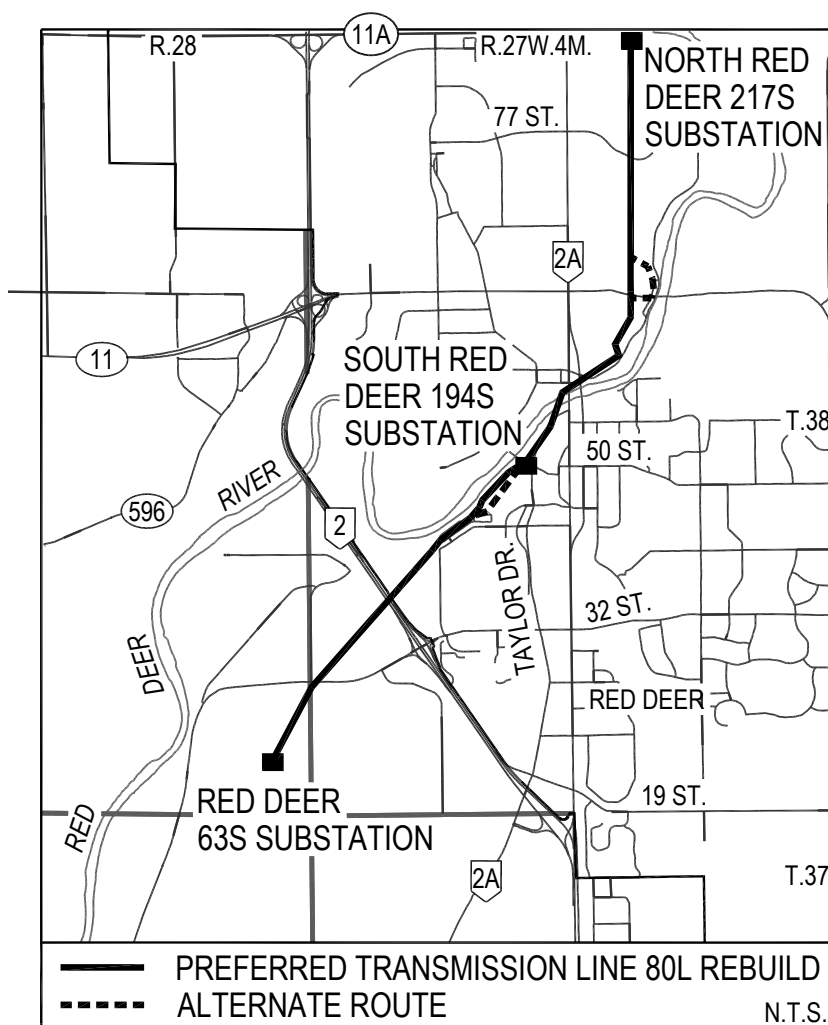 11A
R.28
R.27W.4M.
NORTH RED
DEER 217S
SUBSTATION
77 ST.
2A
11
SOUTH RED
DEER 194S
SUBSTATION
T.38
50 ST.
RIVER
596
2
TAYLOR DR.
32 ST.
DEER
RED DEER
RED DEER
63S SUBSTATION
19 ST.
RED
2A
T.37
PREFERRED TRANSMISSION LINE 80L REBUILD
ALTERNATE ROUTE
N.T.S.